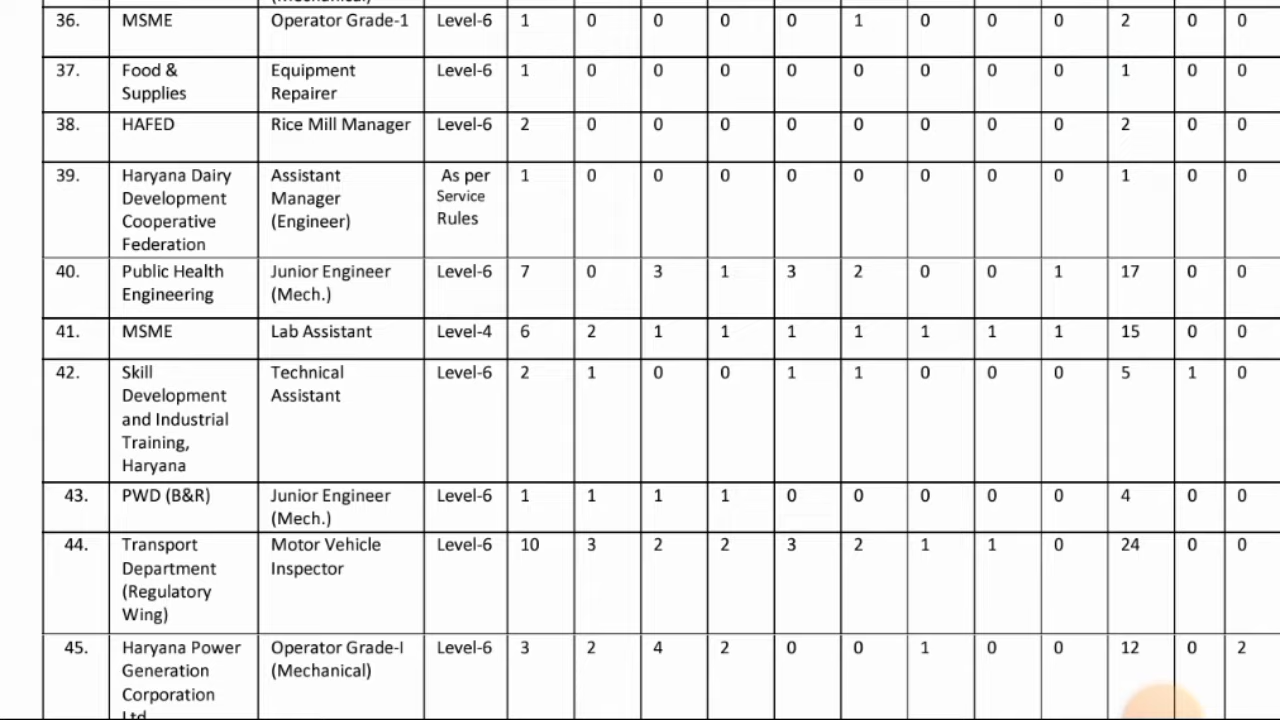 (Mechanical)
36. MSME Operator Grade-1 Level-6 1 0 0 0 0 1 0 0 0 2 0 0
37. Food & Equipment Level-6 1 0 0 0 0 0 0 0 0 1 0 0
Supplies Repairer
38. HAFED Rice Mill Manager Level-6 2 0 0 0 0 0 0 0 0 2 0 0
39. Haryana Dairy Assistant As per 1 0 0 0 0 0 0 0 0 1 0 0
Development Manager Service
Cooperative (Engineer) Rules
Federation
40. Public Health Junior Engineer Level-6 7 0 3 1 3 2 0 0 1 17 0 0
Engineering (Mech.)
41. MSME Lab Assistant Level-4 6 2 1 1 1 1 1 1 1 15 0 0
42. Skill Technical Level-6 2 1 0 0 1 1 0 0 0 5 1 0
Development Assistant
and Industrial
Training,
Haryana
43. PWD (B&R) Junior Engineer Level-6 1 1 1 1 0 0 0 0 0 4 0 0
(Mech.)
44. Transport Motor Vehicle Level-6 10 3 2 2 3 2 1 1 0 24 0 0
Department Inspector
(Regulatory
Wing)
45. Haryana Power Operator Grade-I Level-6 3 2 4 2 0 0 1 0 0 12 0 2
Generation (Mechanical)
Corporation
Ltd